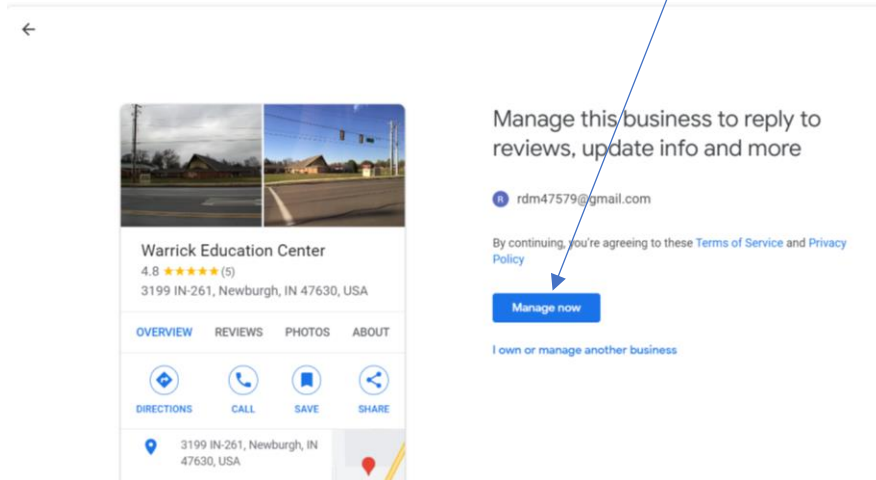 Warrick Education Center
4.8 ★★★★★ (5)
3199 IN-261, Newburgh, IN 47630, USA
OVERVIEW REVIEWS PHOTOS ABOUT
DIRECTIONS CALL SAVE SHARE
3199 IN-261, Newburgh, IN
47630, USA
Manage this business to reply to
reviews, update info and more
R rdm47579@gmail.com
By continuing, you're agreeing to these Terms of Service and Privacy
Policy
Manage now
I own or manage another business